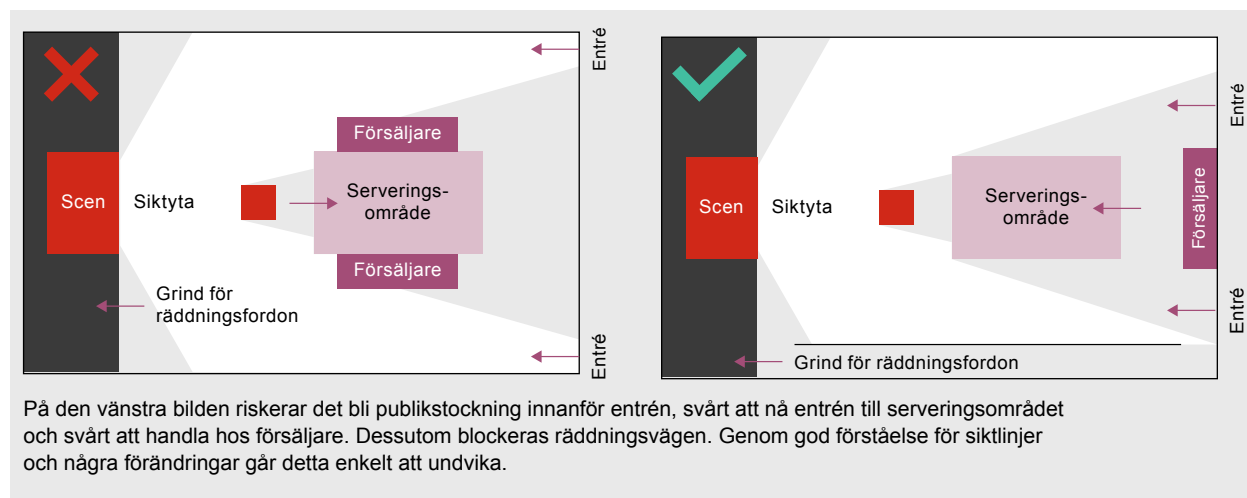 Entré
Försäljare
Scen
Siktyta
Serverings-
område
Försäljare
Grind för
räddningsfordon
Entré
Entré
Scen
Siktyta
Serverings-
område
Försäljare
Entré
Grind för räddningsfordon
På den vänstra bilden riskerar det bli publikstockning innanför entrén, svårt att nå entrén till serveringsområdet
och svårt att handla hos försäljare. Dessutom blockeras räddningsvägen. Genom god förståelse för siktlinjer
och några förändringar går detta enkelt att undvika.